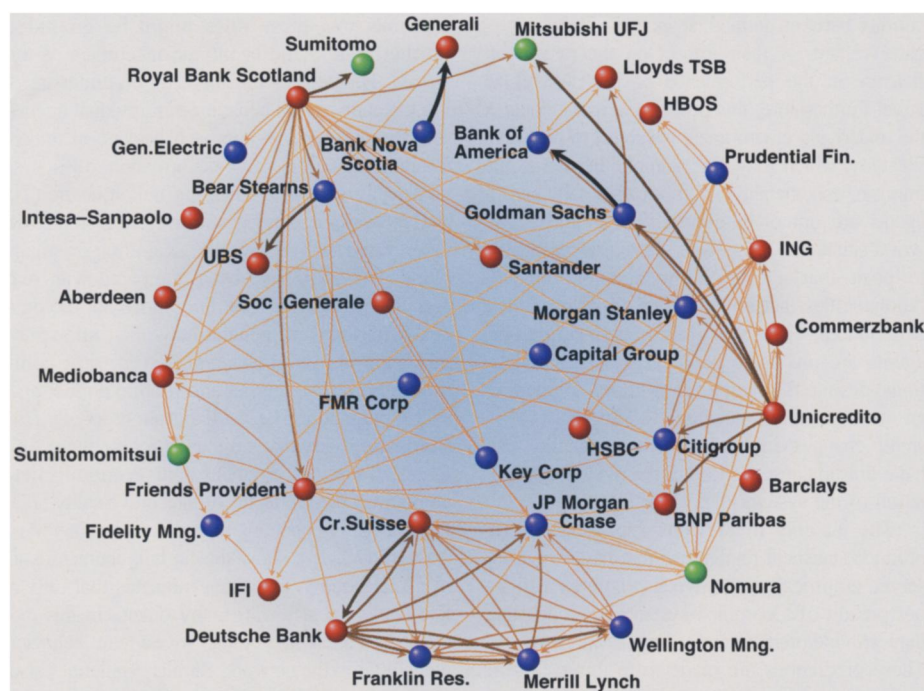 Generali
Mitsubishi UFJ
Sumitomo
Lloyds TSB
Royal Bank Scotland
HBOS
Bank Nova
Scotia
Bank of
America
Gen.Electric
Prudential Fin.
Bear Stearns
Goldman Sachs
Intesa–Sanpaolo
UBS
Santander
ING
Aberdeen
Soc .Generale
Morgan Stanley
Commerzbank
Capital Group
Mediobanca
FMR Corp
Unicredito
HSBC
Citigroup
Sumitomomitsui
Key Corp
Barclays
Friends Provident
JP Morgan
Chase
BNP Paribas
Cr.Suisse
Fidelity Mng.
IFI
Nomura
Deutsche Bank
Wellington Mng.
Franklin Res.
Merrill Lynch